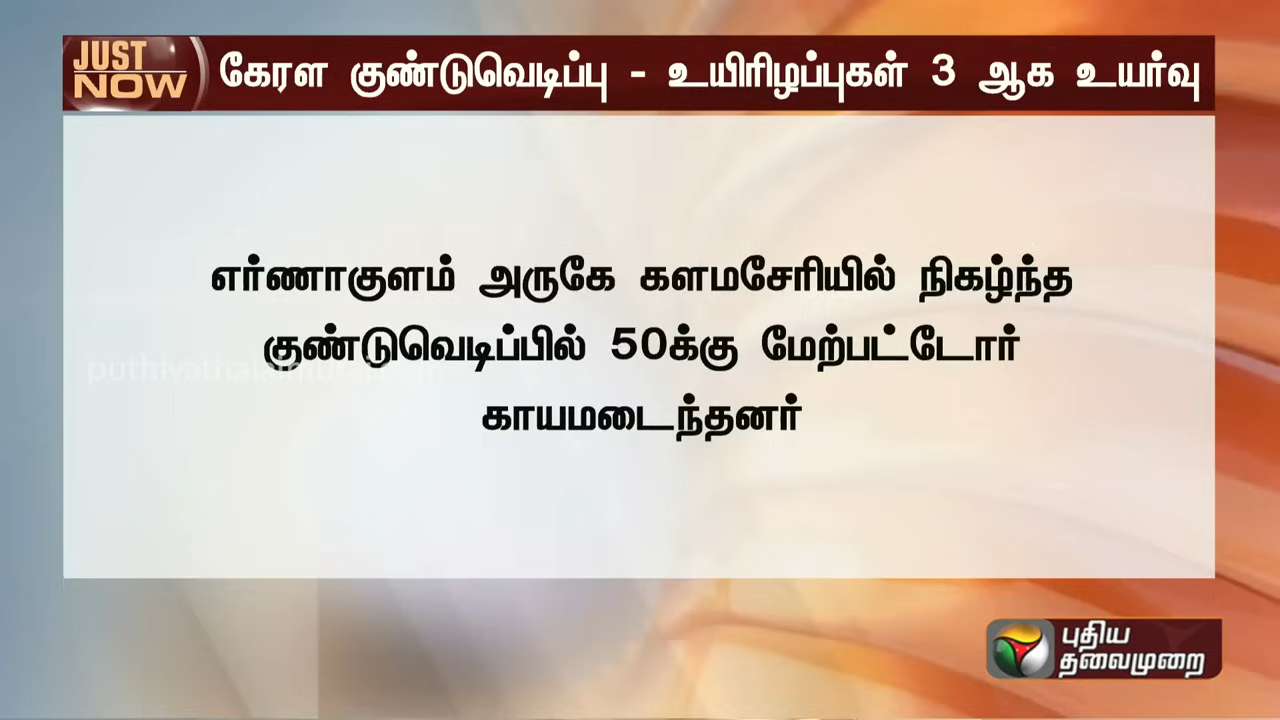 JUST
NOW
கேரள குண்டுவெடிப்பு - உயிரிழப்புகள் 3 ஆக உயர்வு
எர்ணாகுளம் அருகே களமசேரியில் நிகழ்ந்த
குண்டுவெடிப்பில் 50க்கு மேற்பட்டோர்
காயமடைந்தனர்
புதிய
தலைமுறை